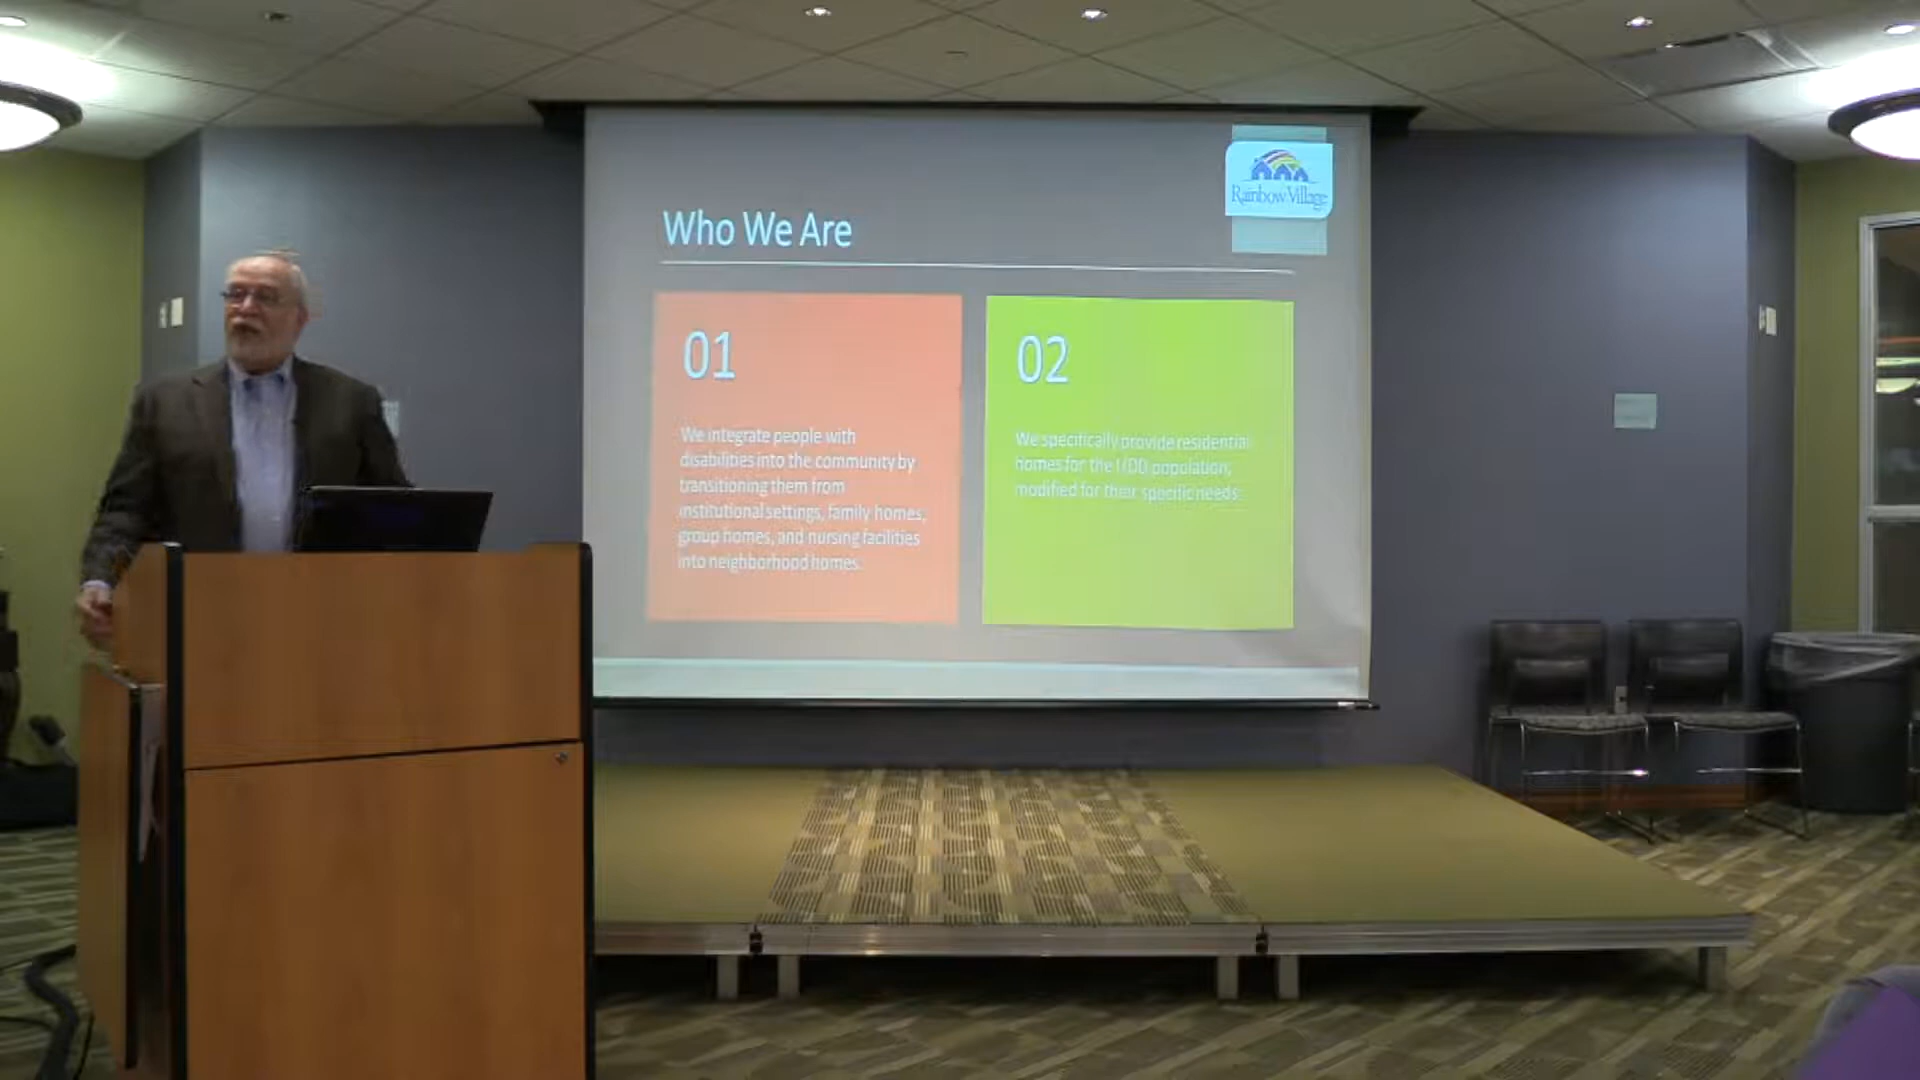 Rainbow Village
Who We Are
01
We integrate people with
disabilities into the community by
transitioning them from
institutional settings, family homes,
group homes, and nursing facilities
into neighborhood homes.
02
We specifically provide residential
homes for the I/DD population,
modified for their specific needs.